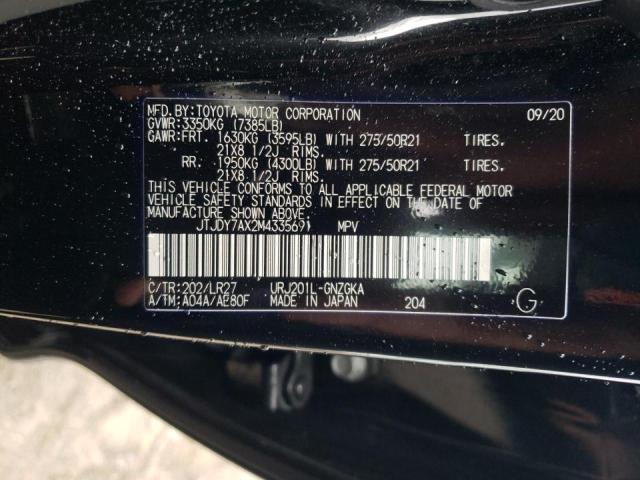 MFD.BY:TOYOTA MOTOR CORPORATION 09/20
GVWR:3350KG (7385LB)
GAWR:FRT. 1630KG (3595LB) WITH 275/50R21 TIRES.
21X8 1/2J RIMS.
RR. 1950KG (4300LB) WITH 275/50R21 TIRES.
21X8 1/2J RIMS.
THIS VEHICLE CONFORMS TO ALL APPLICABLE FEDERAL MOTOR
VEHICLE SAFETY STANDARDS IN EFFECT ON THE DATE OF
MANUFACTURE SHOWN ABOVE.
JTJDY7AX2M4335691 MPV
C/TR:202/LR27 URJ201L-GNZGKA
A/TM:A04A/AE80F MADE IN JAPAN 204 G